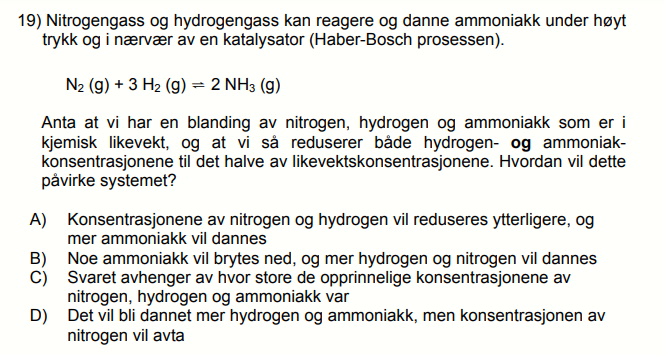 19) Nitrogengass og hydrogengass kan reagere og danne ammoniakk under høyt
trykk og i nærvær av en katalysator (Haber-Bosch prosessen).
N₂ (g) + 3 H₂ (g) ⇌ 2 NH₃ (g)
Anta at vi har en blanding av nitrogen, hydrogen og ammoniakk som er i
kjemisk likevekt, og at vi så reduserer både hydrogen- og ammoniak-
konsentrasjonene til det halve av likevektskonsentrasjonene. Hvordan vil dette
påvirke systemet?
A) Konsentrasjonene av nitrogen og hydrogen vil reduseres ytterligere, og
mer ammoniakk vil dannes
B) Noe ammoniakk vil brytes ned, og mer hydrogen og nitrogen vil dannes
C) Svaret avhenger av hvor store de opprinnelige konsentrasjonene av
nitrogen, hydrogen og ammoniakk var
D) Det vil bli dannet mer hydrogen og ammoniakk, men konsentrasjonen av
nitrogen vil avta